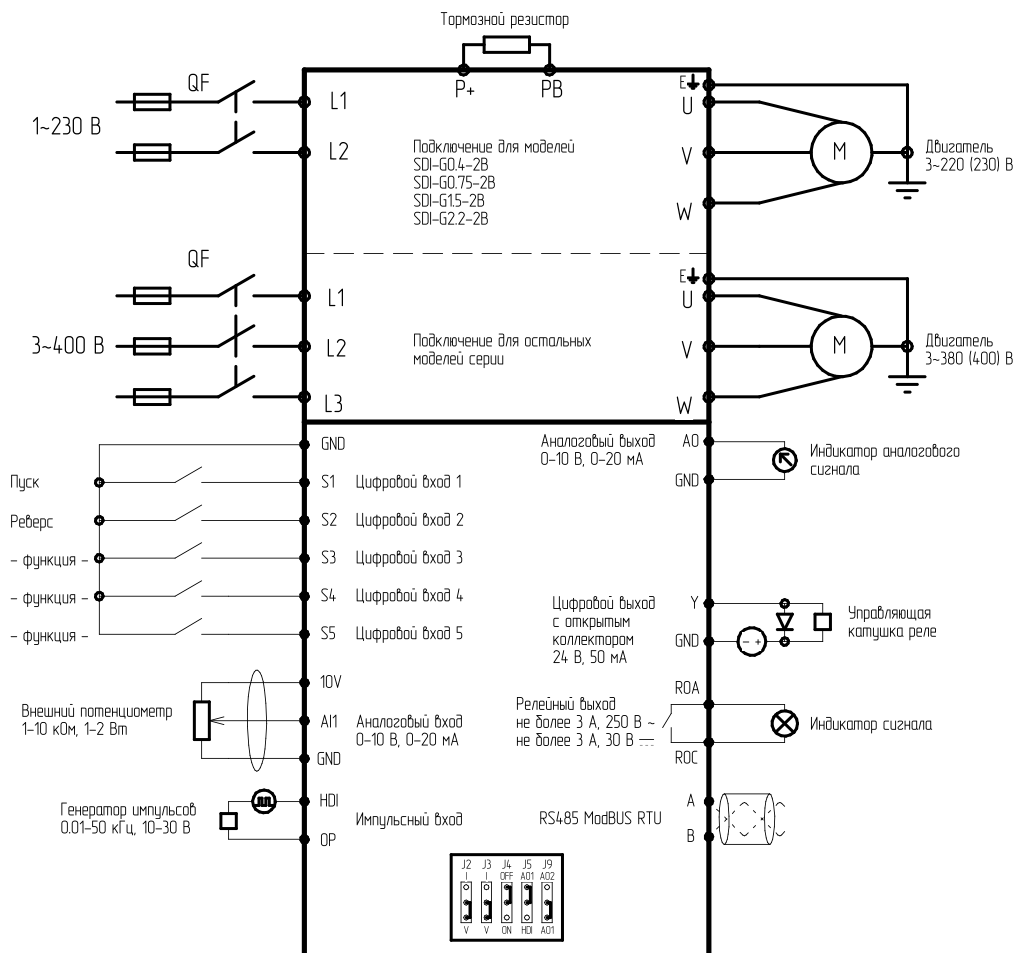 Тормозной резистор
P+ PB
QF
1~230 В
L1
L2
Подключение для моделей
SDI-G0.4-2B
SDI-G0.75-2B
SDI-G1.5-2B
SDI-G2.2-2B
E
U
V
W
M
Двигатель
3~220 (230) В
QF
3~400 В
L1
L2
L3
Подключение для остальных
моделей серии
E
U
V
W
M
Двигатель
3~380 (400) В
GND
Пуск
S1 Цифровой вход 1
Реверс
S2 Цифровой вход 2
- функция -
S3 Цифровой вход 3
- функция -
S4 Цифровой вход 4
- функция -
S5 Цифровой вход 5
Аналоговый выход
0-10 В, 0-20 мА
AO
GND
Индикатор аналогового
сигнала
Цифровой выход
с открытым
коллектором
24 В, 50 мА
Y
GND
- +
Управляющая
катушка реле
Внешний потенциометр
1-10 кОм, 1-2 Вт
10V
AI1
GND
Аналоговый вход
0-10 В, 0-20 мА
Релейный выход
не более 3 А, 250 В ~
не более 3 А, 30 В
ROA
ROC
Индикатор сигнала
Генератор импульсов
0.01-50 кГц, 10-30 В
HDI
OP
Импульсный вход
RS485 ModBUS RTU
A
B
J2 J3 J4 J5 J9
I I OFF AO1 AO2
V V ON HDI AO1